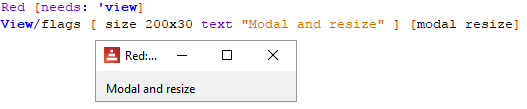 Red [needs: 'view]
View/flags [ size 200x30 text "Modal and resize" ] [modal resize]
Red:...
Modal and resize